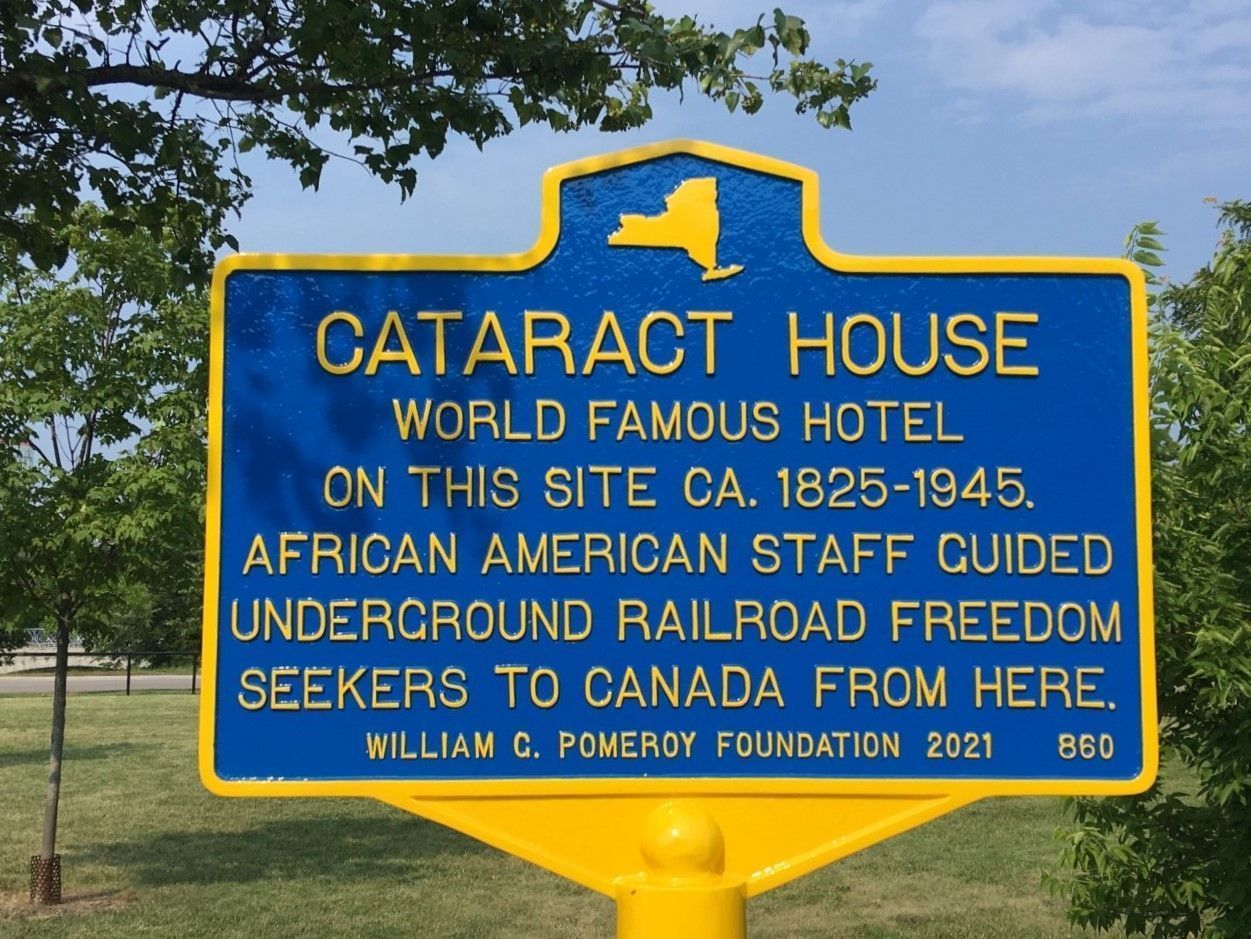 CATARACT HOUSE
WORLD FAMOUS HOTEL
ON THIS SITE CA. 1825-1945.
AFRICAN AMERICAN STAFF GUIDED
UNDERGROUND RAILROAD FREEDOM
SEEKERS TO CANADA FROM HERE.
WILLIAM G. POMEROY FOUNDATION 2021 860